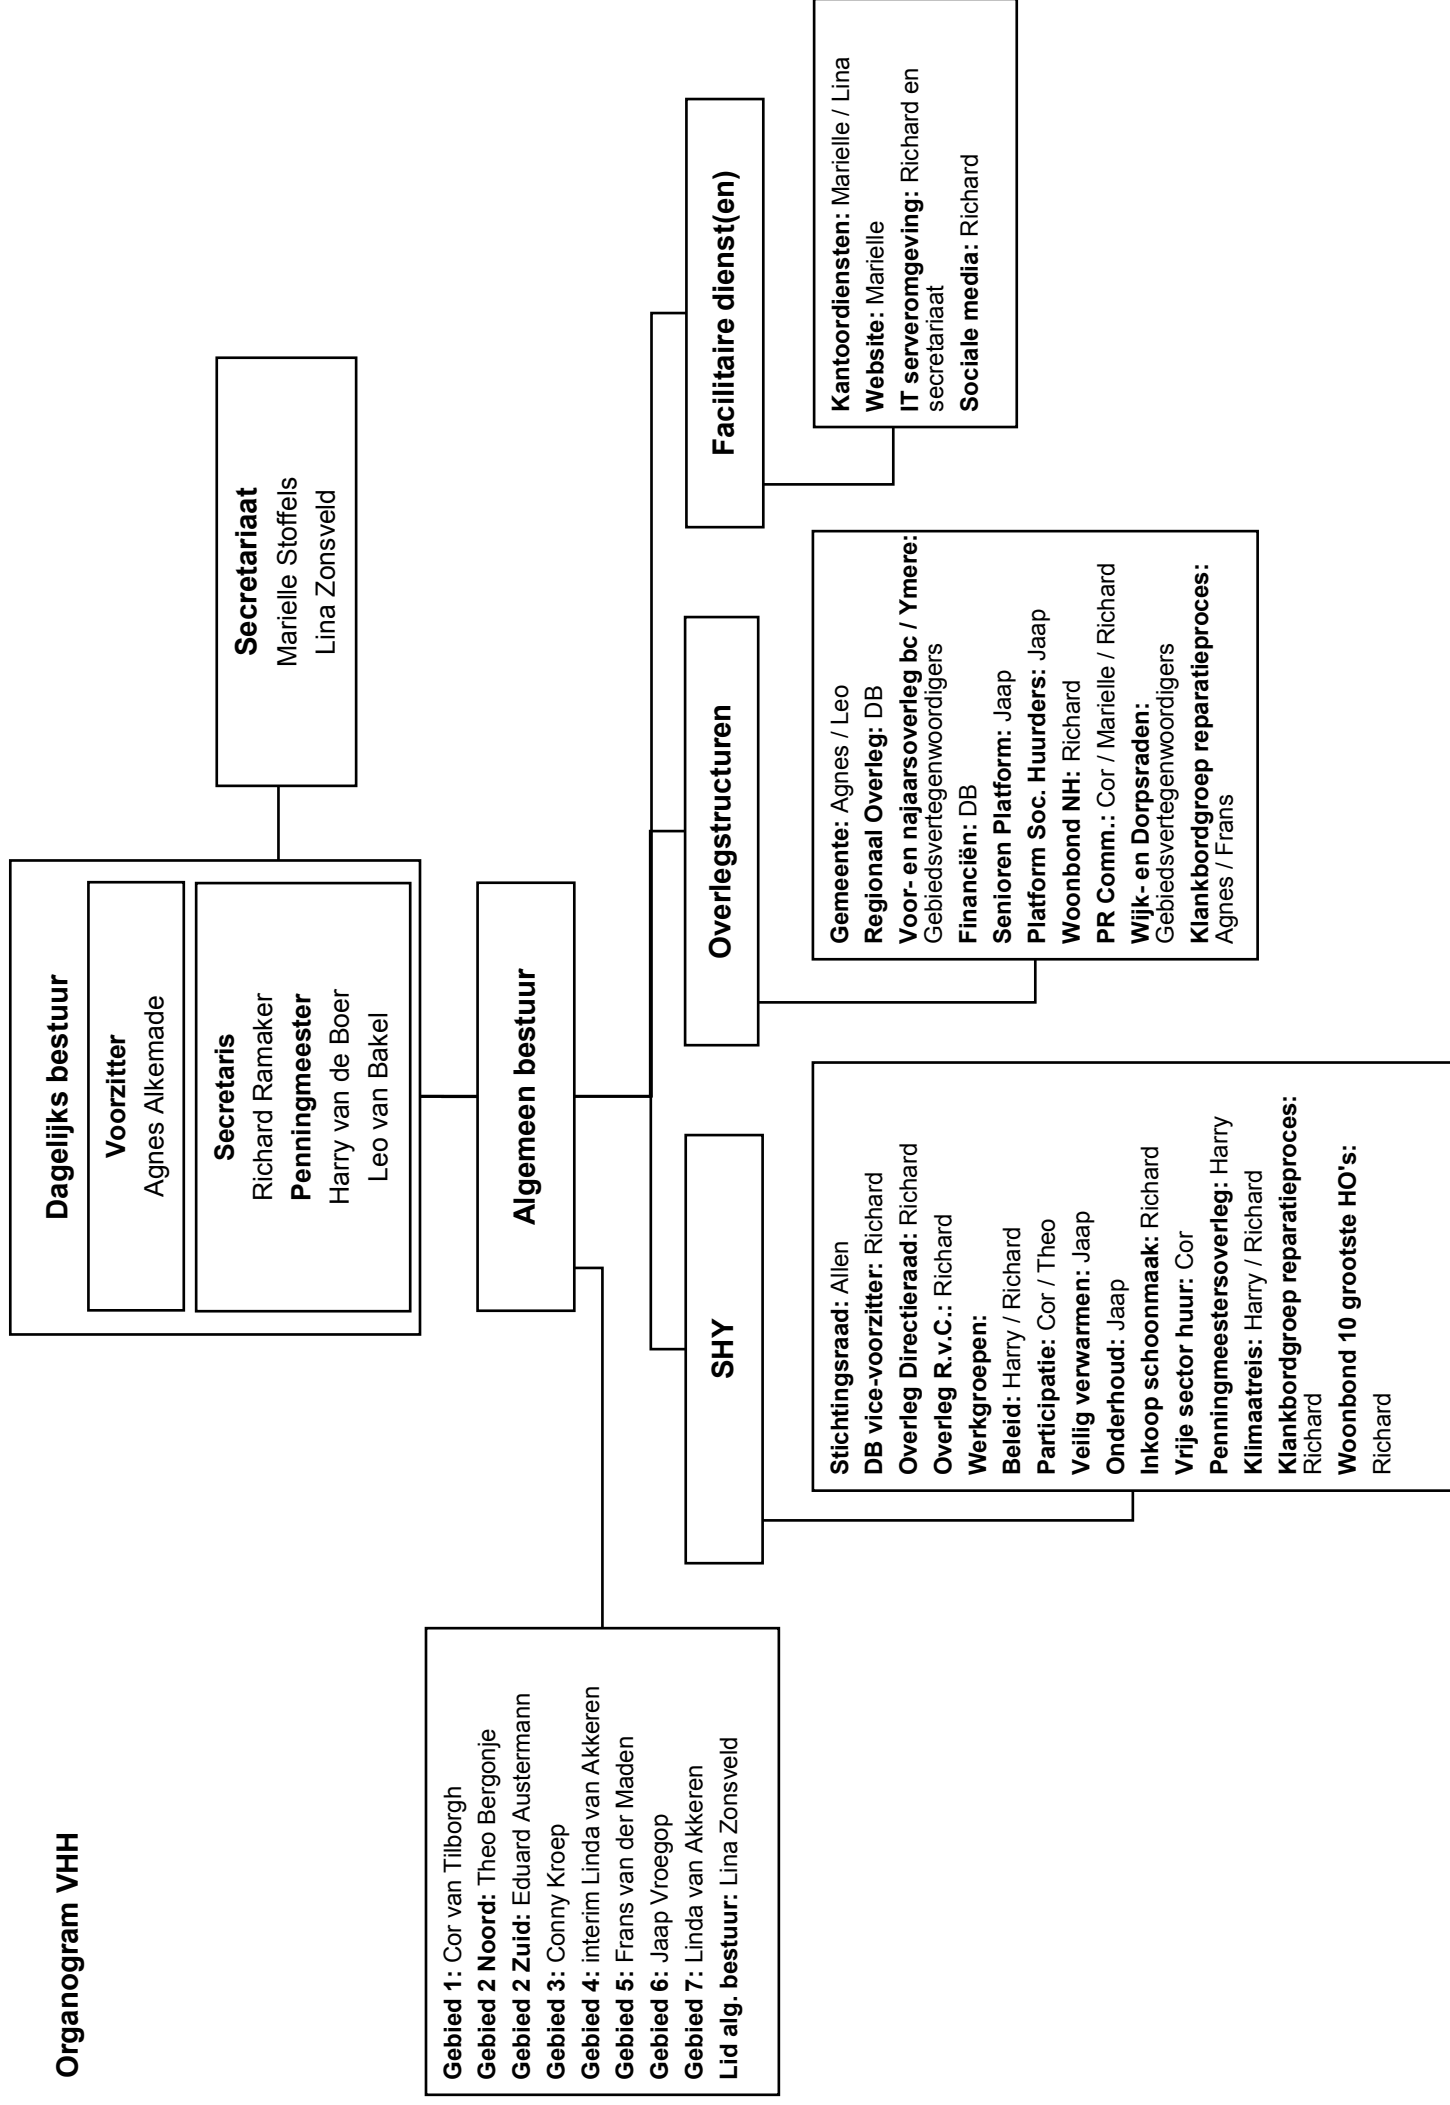 Organogram VHH
Dagelijks bestuur
Voorzitter
Agnes Alkemade
Secretaris
Richard Ramaker
Penningmeester
Harry van de Boer
Leo van Bakel
Secretariaat
Marielle Stoffels
Lina Zonsveld
Algemeen bestuur
Gebied 1: Cor van Tilborgh
Gebied 2 Noord: Theo Bergonje
Gebied 2 Zuid: Eduard Austermann
Gebied 3: Conny Kroep
Gebied 4: interim Linda van Akkeren
Gebied 5: Frans van der Maden
Gebied 6: Jaap Vroegop
Gebied 7: Linda van Akkeren
Lid alg. bestuur: Lina Zonsveld
SHY
Stichtingsraad: Allen
DB vice-voorzitter: Richard
Overleg Directieraad: Richard
Overleg R.v.C.: Richard
Werkgroepen:
Beleid: Harry / Richard
Participatie: Cor / Theo
Veilig verwarmen: Jaap
Onderhoud: Jaap
Inkoop schoonmaak: Richard
Vrije sector huur: Cor
Penningmeestersoverleg: Harry
Klimaatreis: Harry / Richard
Klankbordgroep reparatieproces:
Richard
Woonbond 10 grootste HO's:
Richard
Overlegstructuren
Gemeente: Agnes / Leo
Regionaal Overleg: DB
Voor- en najaarsoverleg bc / Ymere:
Gebiedsvertegenwoordigers
Financiën: DB
Senioren Platform: Jaap
Platform Soc. Huurders: Jaap
Woonbond NH: Richard
PR Comm.: Cor / Marielle / Richard
Wijk- en Dorpsraden:
Gebiedsvertegenwoordigers
Klankbordgroep reparatieproces:
Agnes / Frans
Facilitaire dienst(en)
Kantoordiensten: Marielle / Lina
Website: Marielle
IT serveromgeving: Richard en
secretariaat
Sociale media: Richard